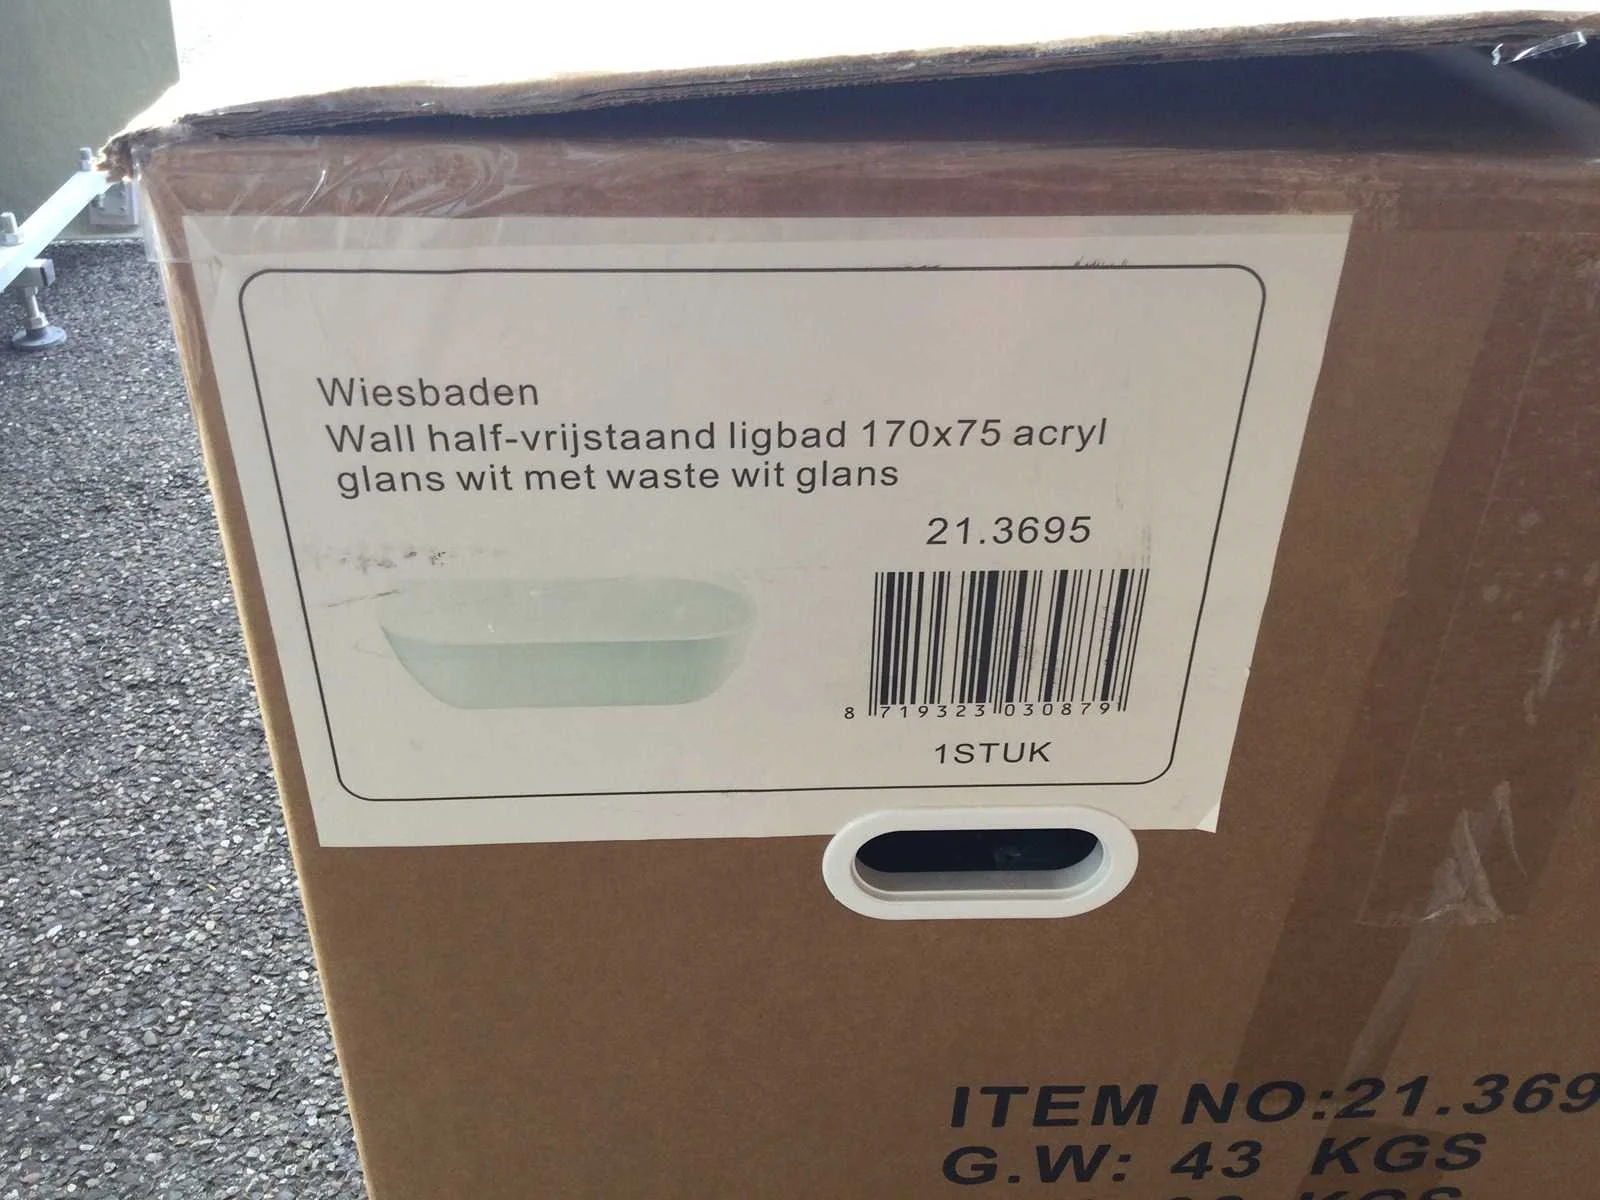 Wiesbaden
Wall half-vrijstaand ligbad 170x75 acryl
glans wit met waste wit glans
21.3695
8 719323 030879
1STUK
ITEM NO:21.369
G.W: 43 KGS
KGS